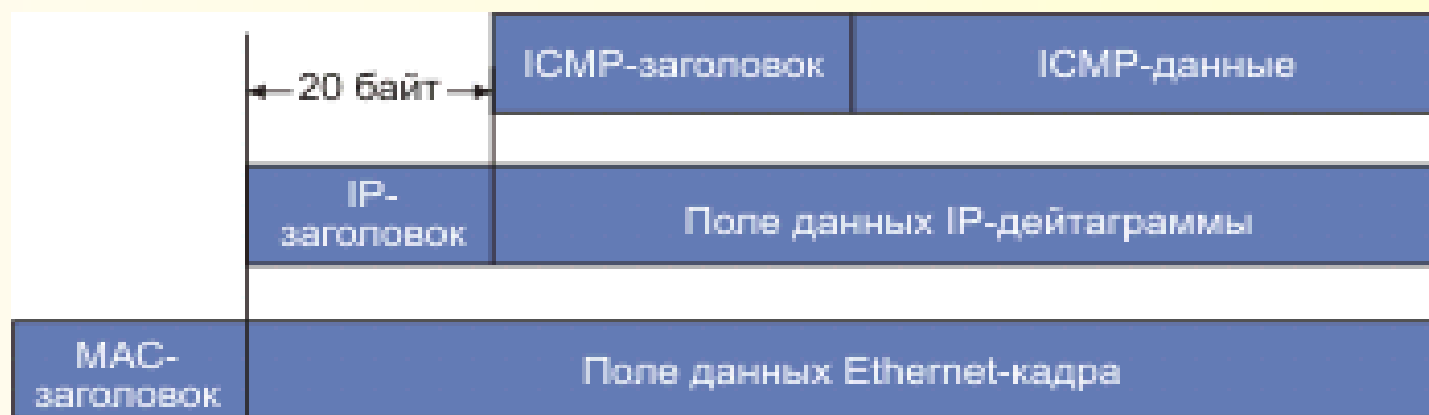 ICMP-заголовок
ICMP-данные
20 байт
IP-
заголовок
Поле данных IP-дейтаграммы
MAC-
заголовок
Поле данных Ethernet-кадра